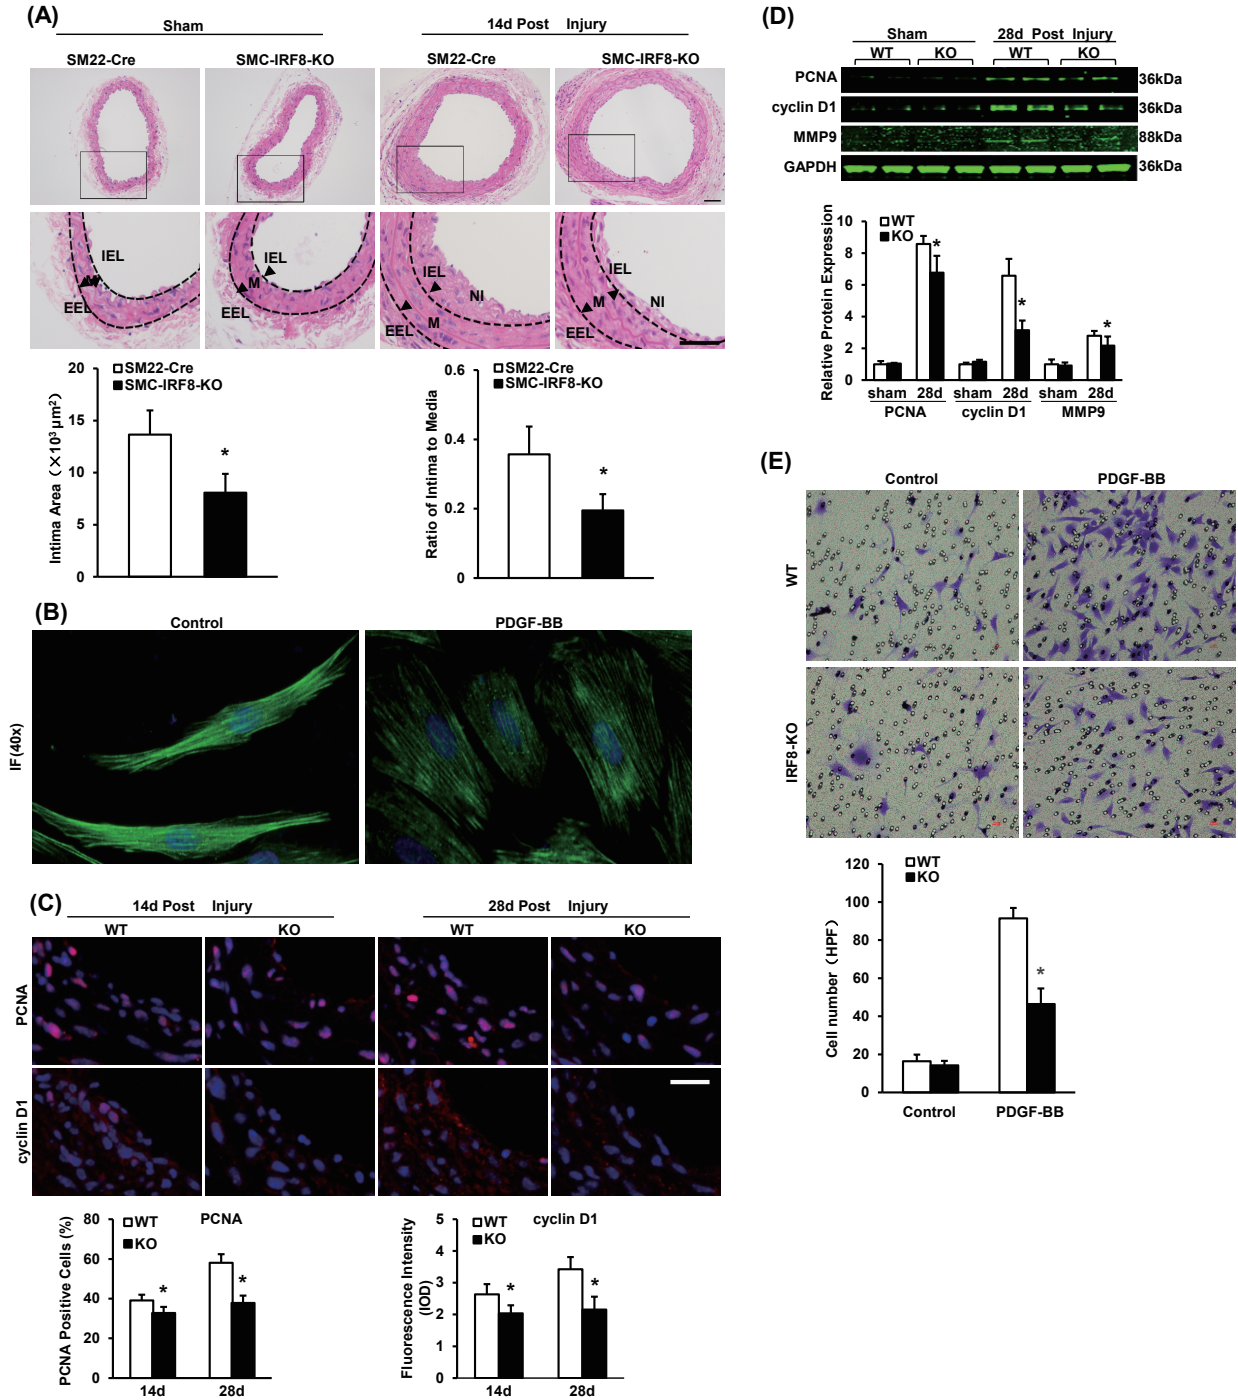 (A)
Sham
14d Post Injury
SM22-Cre
SMC-IRF8-KO
SM22-Cre
SMC-IRF8-KO
IEL
M
EEL
IEL
M
EEL
IEL
NI
M
EEL
IEL
M
NI
EEL
SM22-Cre
SMC-IRF8-KO
Intima Area (×10³ μm²)
20
15
10
5
0
*
SM22-Cre
SMC-IRF8-KO
Ratio of Intima to Media
0.6
0.4
0.2
0
*
(B)
Control
PDGF-BB
IF(40x)
(C)
14d Post Injury
28d Post Injury
WT
KO
WT
KO
PCNA
cyclin D1
PCNA
WT
KO
PCNA Positive Cells (%)
80
60
40
20
0
*
*
14d
28d
cyclin D1
WT
KO
Fluorescence Intensity
(IOD)
5
4
3
2
1
0
*
*
14d
28d
(D)
Sham
28d Post Injury
WT
KO
WT
KO
PCNA
36kDa
cyclin D1
36kDa
MMP9
88kDa
GAPDH
36kDa
WT
KO
Relative Protein Expression
10
8
6
4
2
0
*
*
*
sham 28d sham 28d sham 28d
PCNA cyclin D1 MMP9
(E)
Control
PDGF-BB
WT
IRF8-KO
WT
KO
Cell number (HPF)
120
100
80
60
40
20
0
*
Control
PDGF-BB